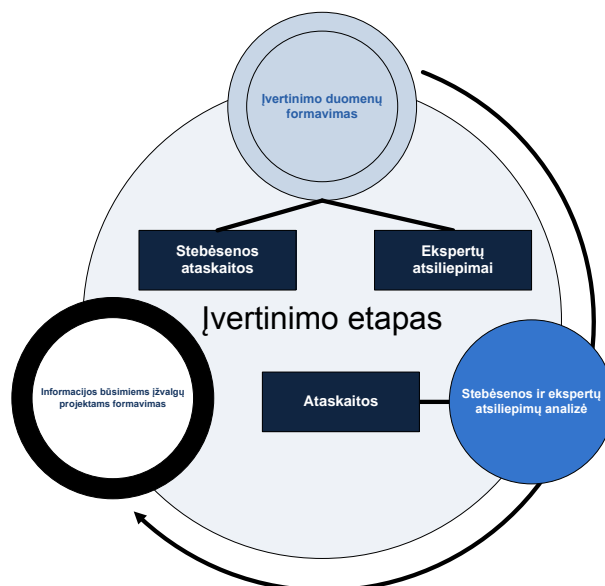 Įvertinimo duomenų
formavimas
Stebėsenos
ataskaitos
Ekspertų
atsiliepimai
Įvertinimo etapas
Informacijos būsimiems įžvalgų
projektams formavimas
Ataskaitos
Stebėsenos ir ekspertų
atsiliepimų analizė